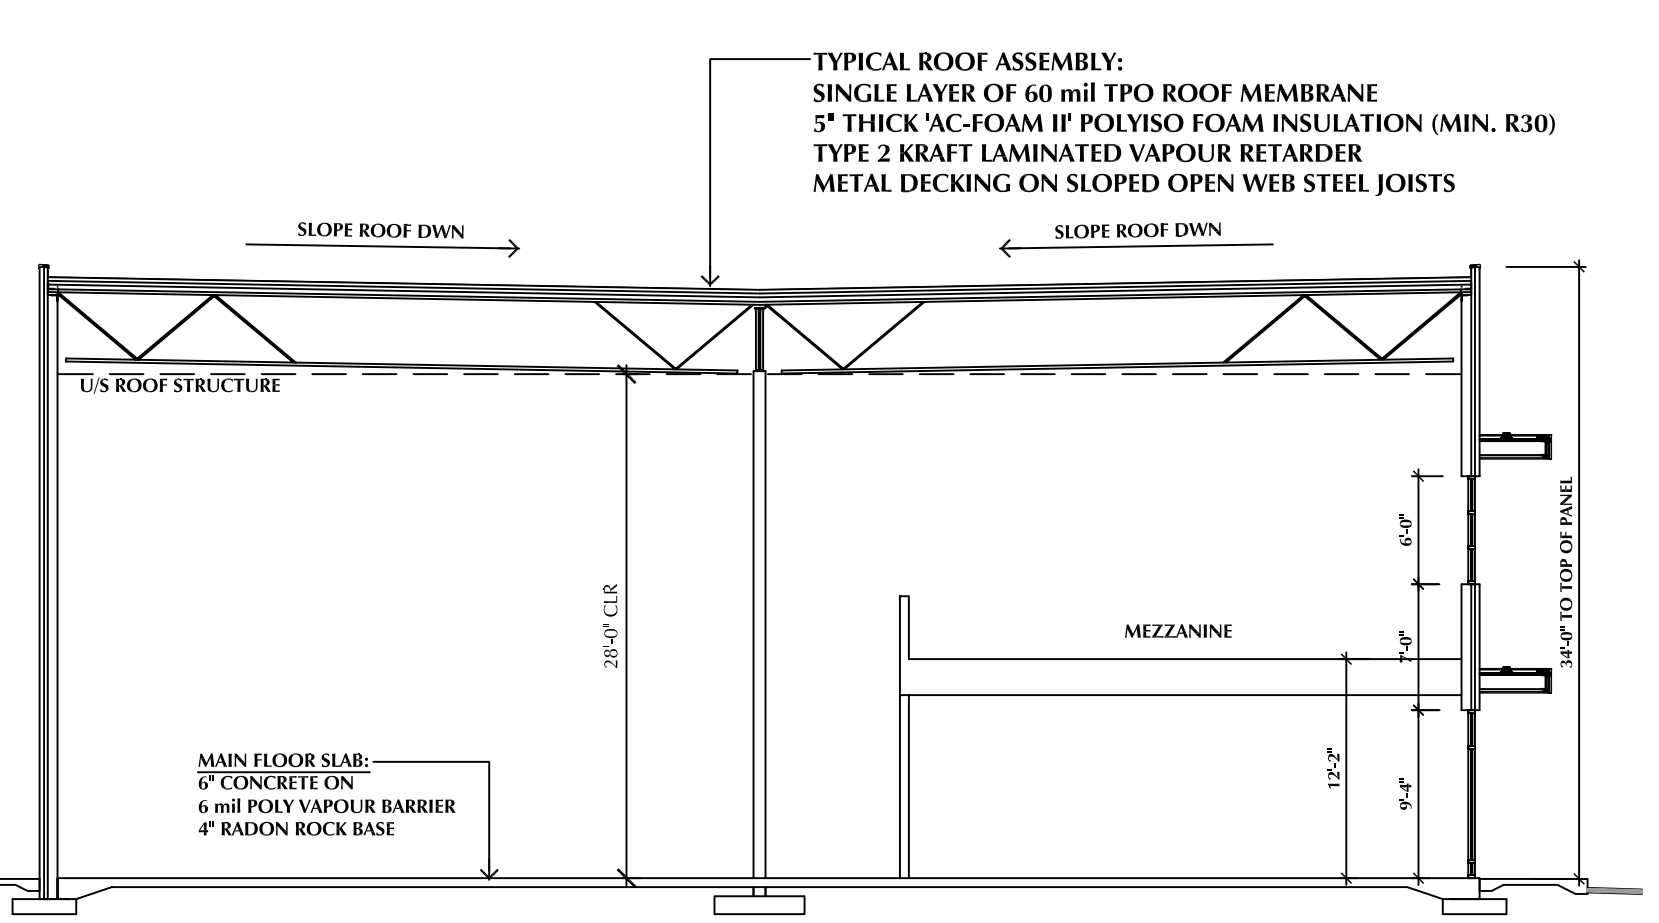 TYPICAL ROOF ASSEMBLY:
SINGLE LAYER OF 60 mil TPO ROOF MEMBRANE
5" THICK 'AC-FOAM II' POLYISO FOAM INSULATION (MIN. R30)
TYPE 2 KRAFT LAMINATED VAPOUR RETARDER
METAL DECKING ON SLOPED OPEN WEB STEEL JOISTS
SLOPE ROOF DWN
SLOPE ROOF DWN
U/S ROOF STRUCTURE
28'-0" CLR
MEZZANINE
6'-0"
7'-0"
34'-0" TO TOP OF PANEL
12'-2"
9'-4"
MAIN FLOOR SLAB:
6" CONCRETE ON
6 mil POLY VAPOUR BARRIER
4" RADON ROCK BASE